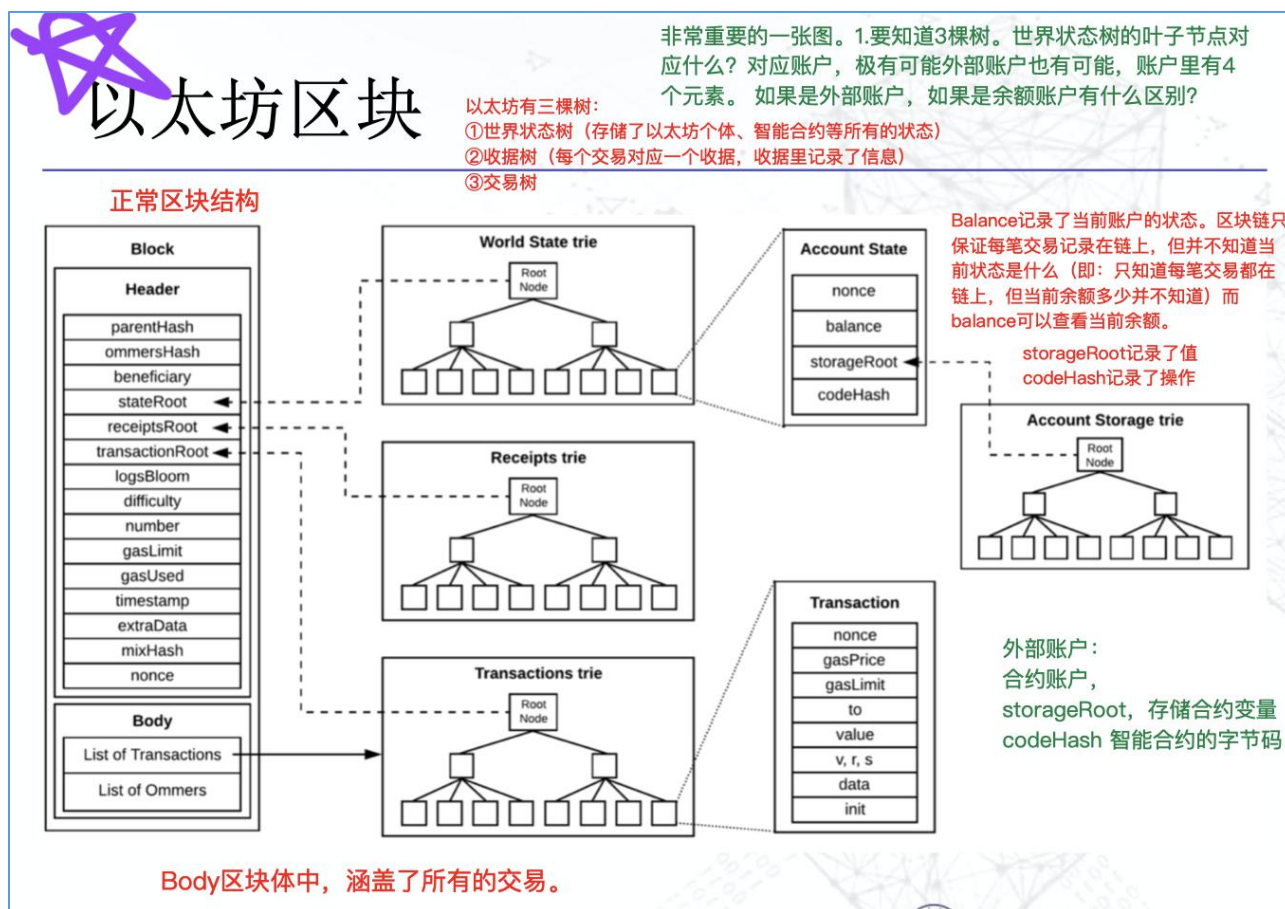 非常重要的一张图。1.要知道3棵树。世界状态树的叶子节点对
应什么？对应账户，极有可能外部账户也有可能，账户里有4
个元素。 如果是外部账户，如果是余额账户有什么区别？
以太坊区块
以太坊有三棵树：
①世界状态树（存储了以太坊个体、智能合约等所有的状态）
②收据树（每个交易对应一个收据，收据里记录了信息）
③交易树
正常区块结构
Block
Header
parentHash
ommersHash
beneficiary
stateRoot
receiptsRoot
transactionRoot
logsBloom
difficulty
number
gasLimit
gasUsed
timestamp
extraData
mixHash
nonce
Body
List of Transactions
List of Ommers
World State trie
Root
Node
Receipts trie
Root
Node
Transactions trie
Root
Node
Account State
nonce
balance
storageRoot
codeHash
Balance记录了当前账户的状态。区块链只
保证每笔交易记录在链上，但并不知道当
前状态是什么（即：只知道每笔交易都在
链上，但当前余额多少并不知道）而
balance可以查看当前余额。
storageRoot记录了值
codeHash记录了操作
Account Storage trie
Root
Node
Transaction
nonce
gasPrice
gasLimit
to
value
v, r, s
data
init
外部账户：
合约账户，
storageRoot，存储合约变量
codeHash 智能合约的字节码
Body区块体中，涵盖了所有的交易。